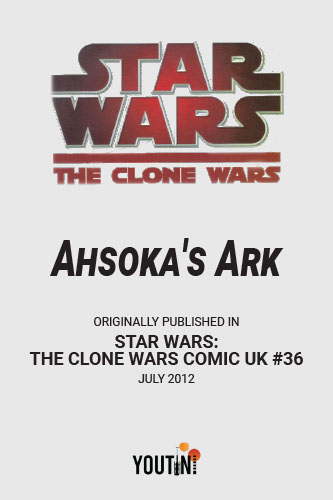 STAR
WARS
THE CLONE WARS
AHSOKA'S ARK
ORIGINALLY PUBLISHED IN
STAR WARS:
THE CLONE WARS COMIC UK #36
JULY 2012
YOUTINI